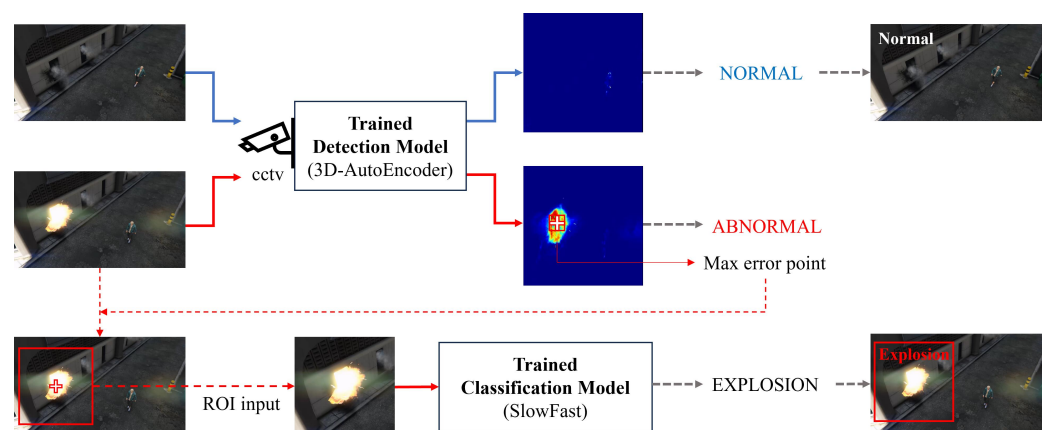 Normal
NORMAL
Trained
Detection Model
(3D-AutoEncoder)
cctv
ABNORMAL
Max error point
Explosion
Trained
Classification Model
(SlowFast)
EXPLOSION
ROI input